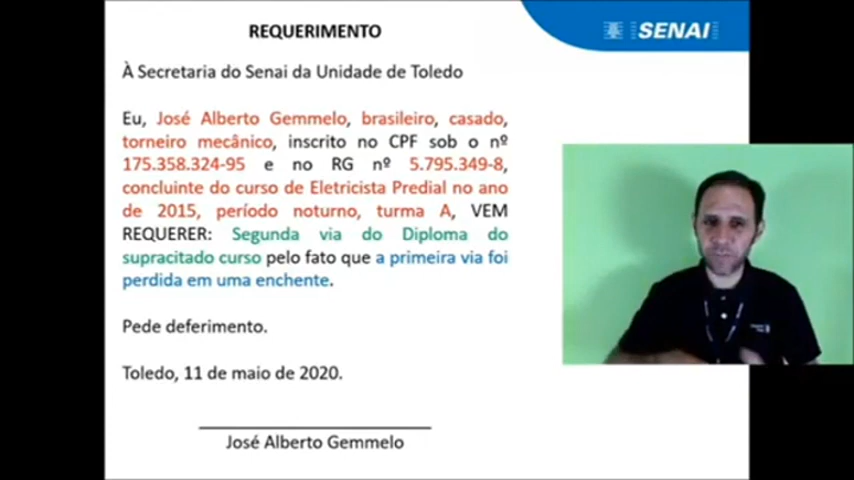 REQUERIMENTO
SENAI
À Secretaria do Senai da Unidade de Toledo
Eu, José Alberto Gemmelo, brasileiro, casado,
torneiro mecânico, inscrito no CPF sob o nº
175.358.324-95 e no RG nº 5.795.349-8,
concluinte do curso de Eletricista Predial no ano
de 2015, período noturno, turma A, VEM
REQUERER: Segunda via do Diploma do
supracitado curso pelo fato que a primeira via foi
perdida em uma enchente.
Pede deferimento.
Toledo, 11 de maio de 2020.
José Alberto Gemmelo